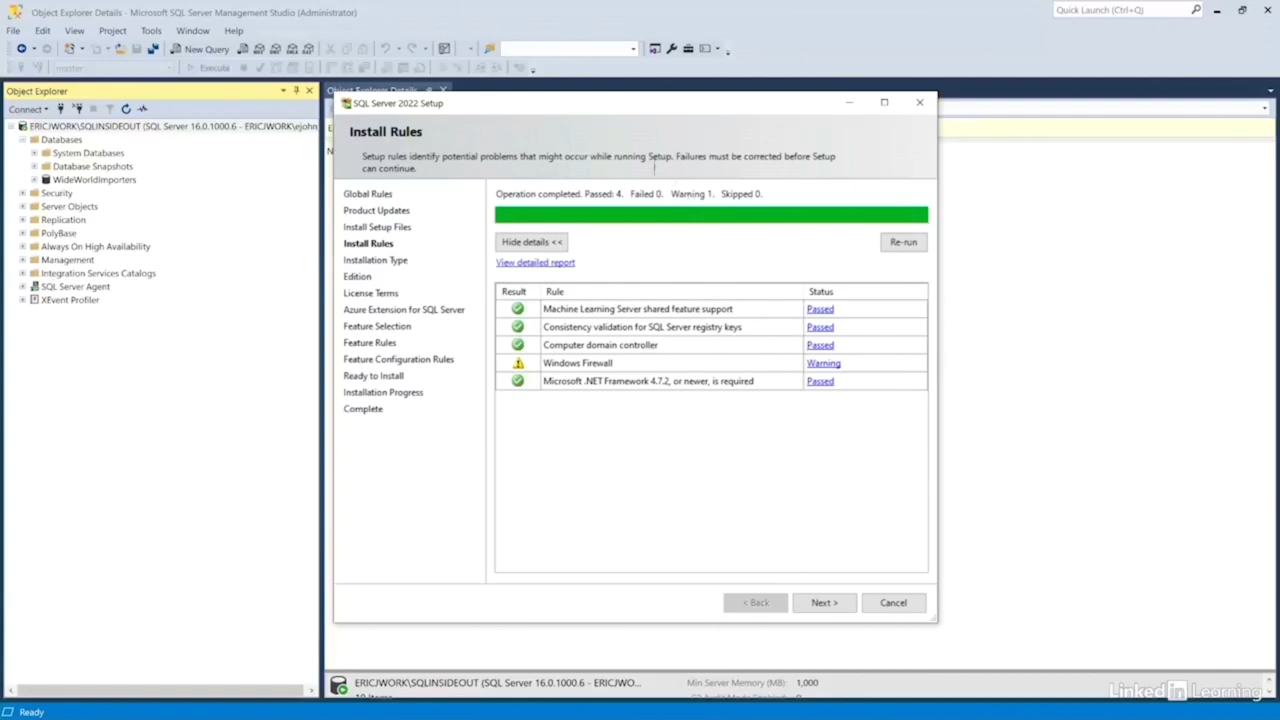 Object Explorer Details - Microsoft SQL Server Management Studio (Administrator)
Quick Launch (Ctrl+Q)
File Edit View Project Tools Window Help
New Query
master
Execute
Object Explorer
Object Explorer Details
Connect
ERICJWORK\SQLINSIDEOUT (SQL Server 16.0.1000.6 - ERICJWORK\ejohn
Databases
System Databases
Database Snapshots
WideWorldImporters
Security
Server Objects
Replication
PolyBase
Always On High Availability
Management
Integration Services Catalogs
SQL Server Agent
XEvent Profiler
SQL Server 2022 Setup
Install Rules
Setup rules identify potential problems that might occur while running Setup. Failures must be corrected before Setup
can continue.
Global Rules
Product Updates
Install Setup Files
Install Rules
Installation Type
Edition
License Terms
Azure Extension for SQL Server
Feature Selection
Feature Rules
Feature Configuration Rules
Ready to Install
Installation Progress
Complete
Operation completed. Passed: 4. Failed 0. Warning 1. Skipped 0.
Hide details <<
Re-run
View detailed report
Result Rule Status
Machine Learning Server shared feature support Passed
Consistency validation for SQL Server registry keys Passed
Computer domain controller Passed
Windows Firewall Warning
Microsoft .NET Framework 4.7.2, or newer, is required Passed
< Back Next > Cancel
ERICJWORK\SQLINSIDEOUT (SQL Server 16.0.1000.6 - ERICJWO...
Min Server Memory (MB): 1,000
LinkedIn Learning
Ready